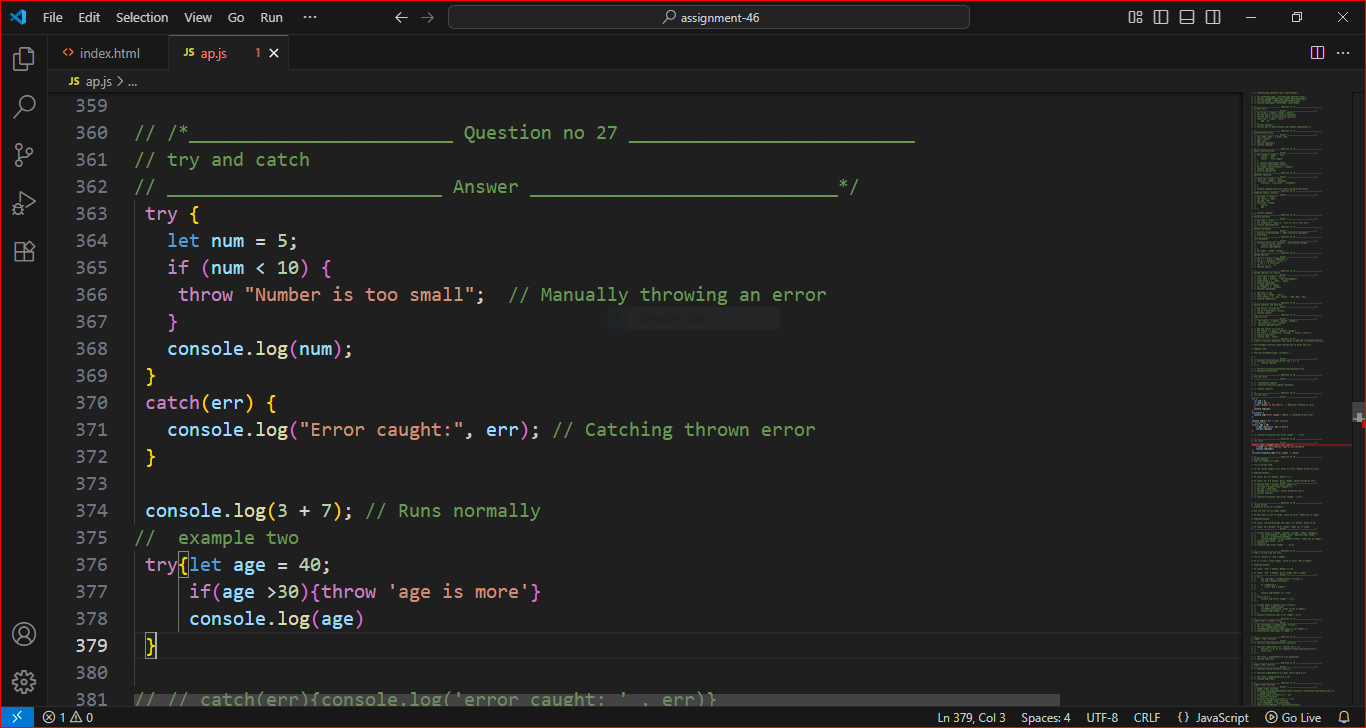 File Edit Selection View Go Run ··· assignment-46
index.html JS ap.js 1
JS ap.js > ...
359
360 // /*________________________ Question no 27 __________________________
361 // try and catch
362 // _________________________ Answer ____________________________*/
363 try {
364 let num = 5;
365 if (num < 10) {
366 throw "Number is too small"; // Manually throwing an error
367 }
368 console.log(num);
369 }
370 catch(err) {
371 console.log("Error caught:", err); // Catching thrown error
372 }
373
374 console.log(3 + 7); // Runs normally
375 // example two
376 try{let age = 40;
377 if(age >30){throw 'age is more'}
378 console.log(age)
379 }
380
381 // // catch(err){console.log('error caught: ' , err)}
1 0 Ln 379, Col 3 Spaces: 4 UTF-8 CRLF {} JavaScript Go Live